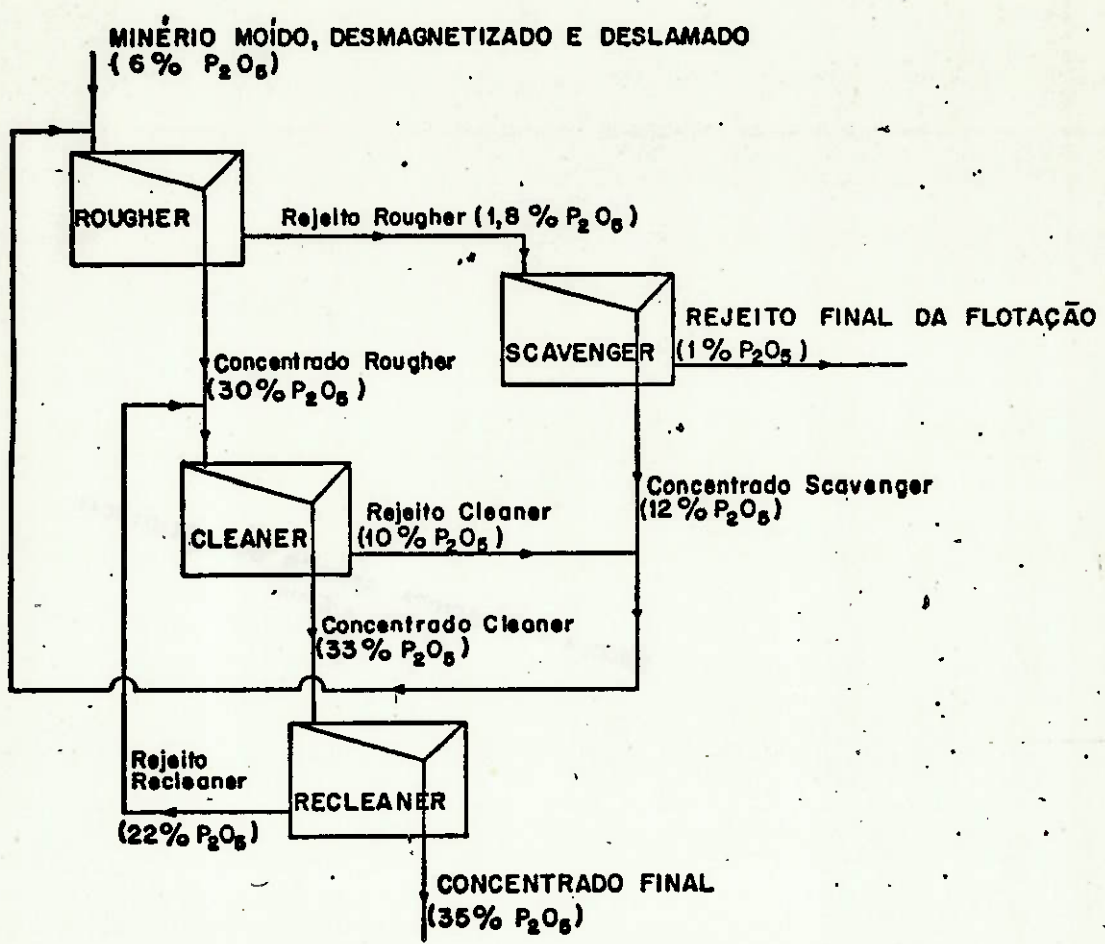 MINÉRIO MOÍDO, DESMAGNETIZADO E DESLAMADO
(6% P₂O₅)
ROUGHER
Rejeito Rougher (1,8% P₂O₅)
SCAVENGER
REJEITO FINAL DA FLOTAÇÃO
(1% P₂O₅)
Concentrado Rougher
(30% P₂O₅)
CLEANER
Rejeito Cleaner
(10% P₂O₅)
Concentrado Scavenger
(12% P₂O₅)
Concentrado Cleaner
(33% P₂O₅)
Rejeito
Recleaner
(22% P₂O₅)
RECLEANER
CONCENTRADO FINAL
(35% P₂O₅)